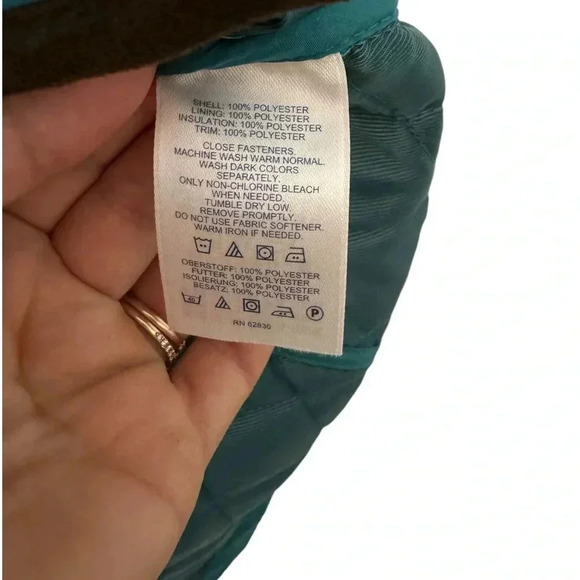 SHELL: 100% POLYESTER
LINING: 100% POLYESTER
INSULATION: 100% POLYESTER
TRIM: 100% POLYESTER
CLOSE FASTENERS.
MACHINE WASH WARM NORMAL.
WASH DARK COLORS
SEPARATELY.
ONLY NON-CHLORINE BLEACH
WHEN NEEDED.
TUMBLE DRY LOW.
REMOVE PROMPTLY.
DO NOT USE FABRIC SOFTENER.
WARM IRON IF NEEDED.
OBERSTOFF: 100% POLYESTER
FUTTER: 100% POLYESTER
ISOLIERUNG: 100% POLYESTER
BESATZ: 100% POLYESTER
40 P
RN 62830